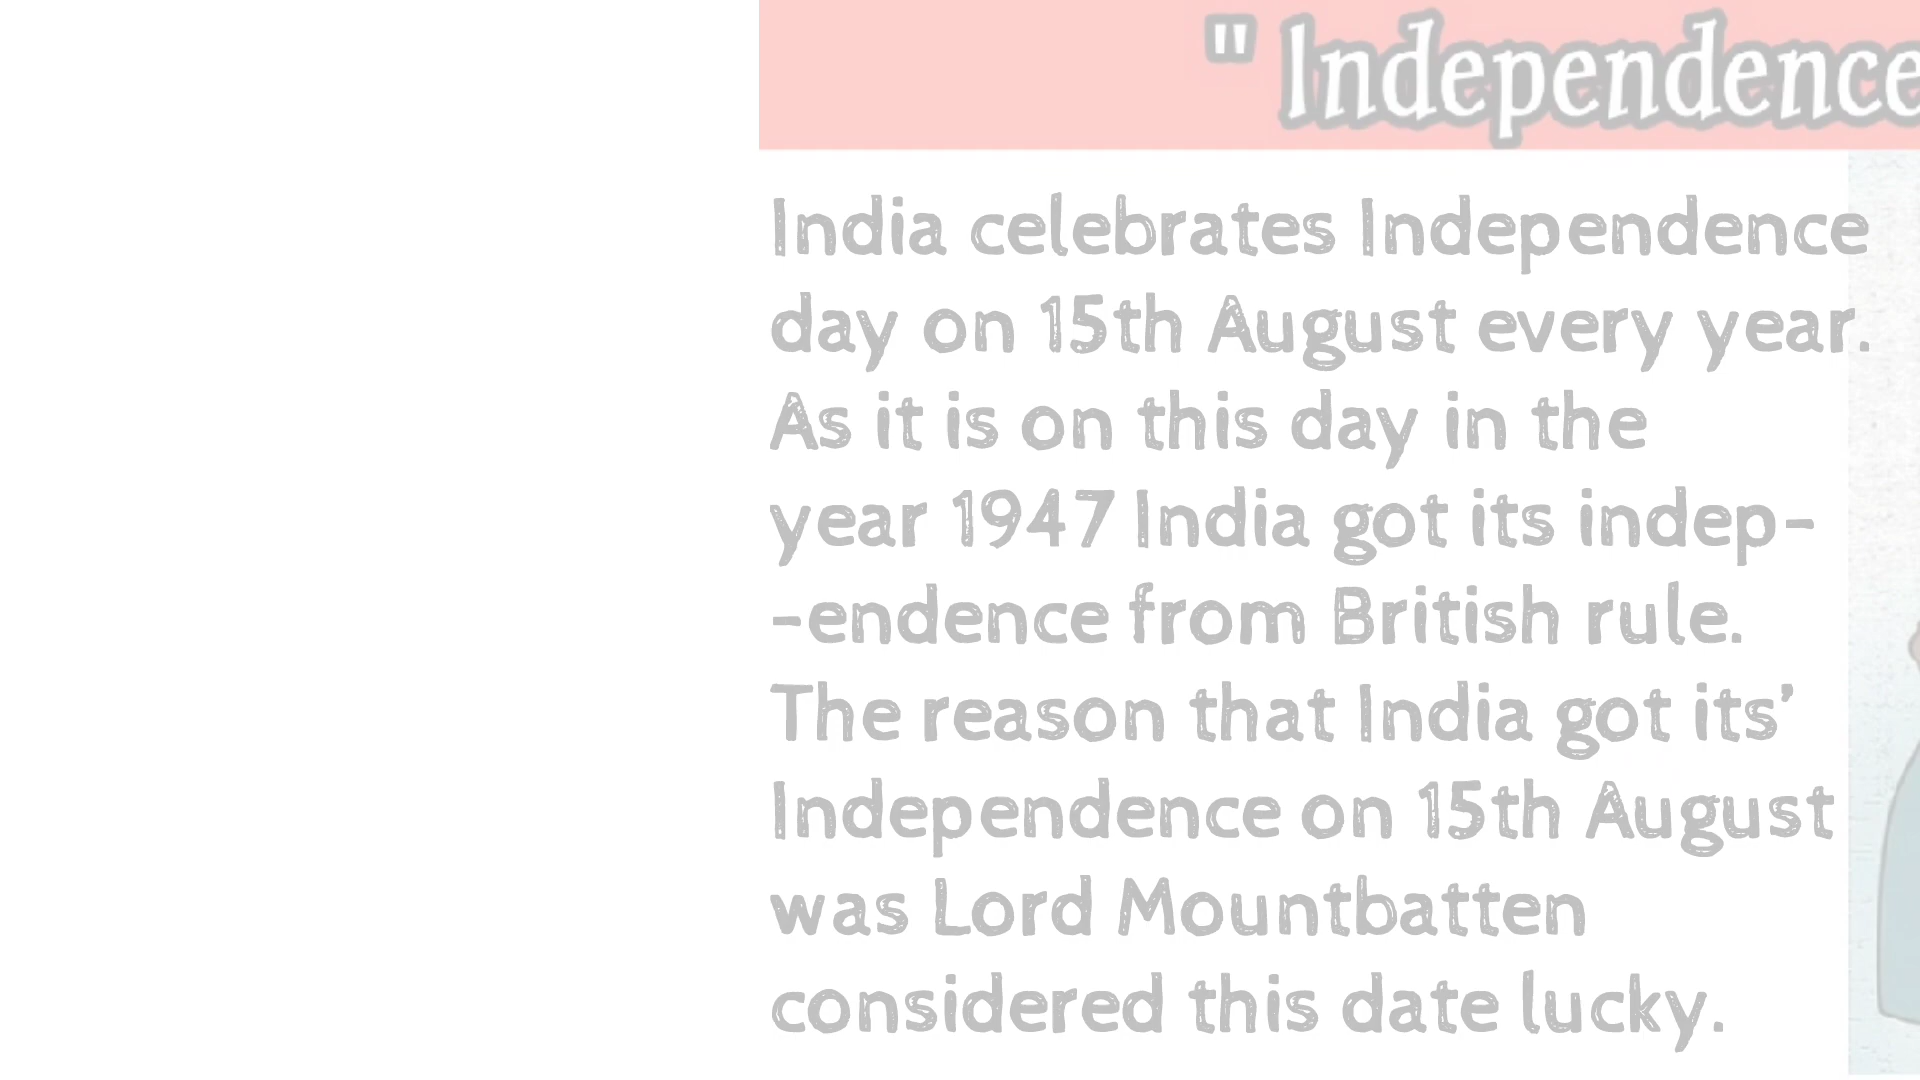 " Independence
India celebrates Independence
day on 15th August every year.
As it is on this day in the
year 1947 India got its indep-
-endence from British rule.
The reason that India got its’
Independence on 15th August
was Lord Mountbatten
considered this date lucky.